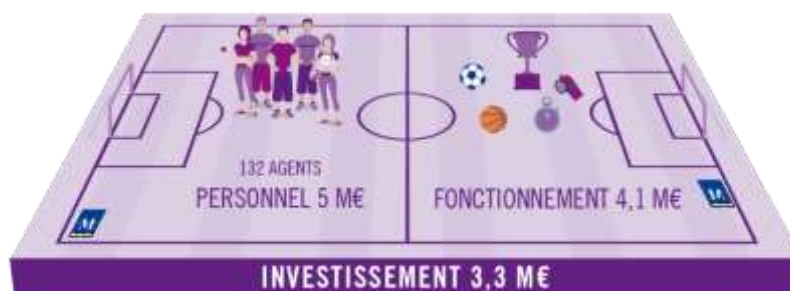 132 AGENTS
PERSONNEL 5 M€
FONCTIONNEMENT 4,1 M€
M
INVESTISSEMENT 3,3 M€